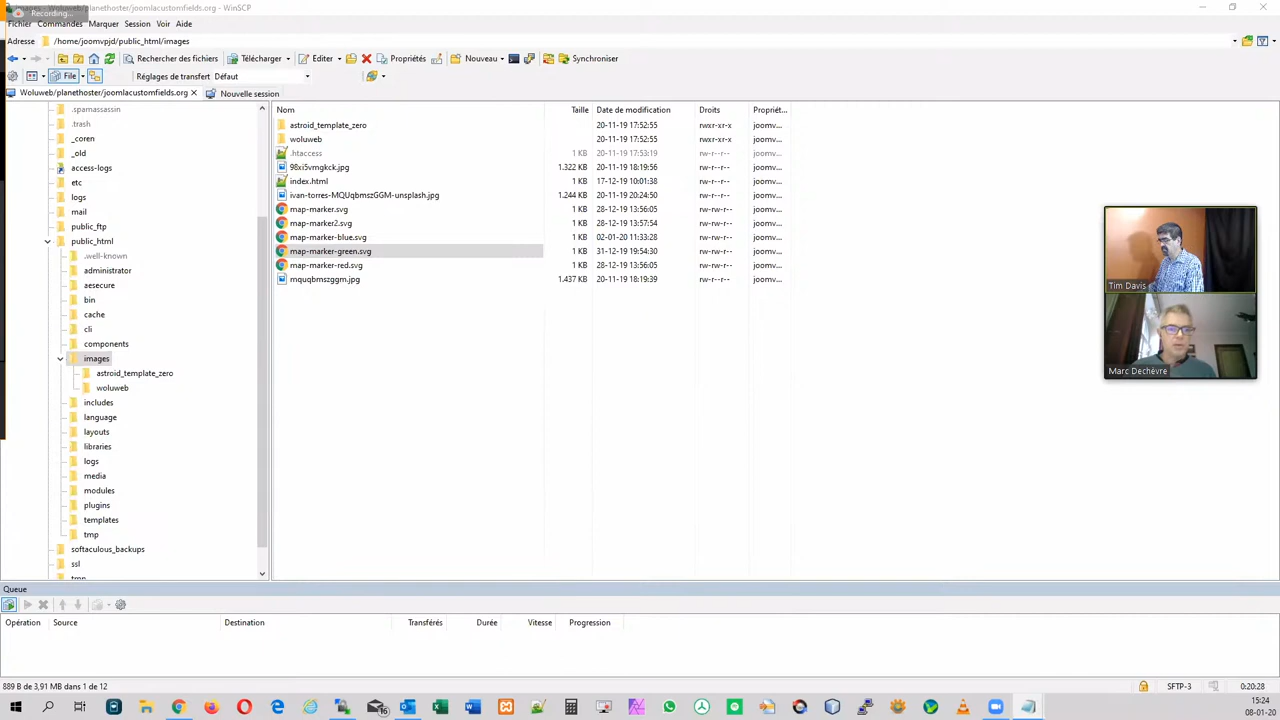 images - Woluweb/planethoster/joomlacustomfields.org - WinSCP
Recording...
Fichier Commandes Marquer Session Voir Aide
Adresse /home/joomvpjd/public_html/images
Rechercher des fichiers Télécharger Editer Propriétés Nouveau Synchroniser
File Réglages de transfert Défaut
Woluweb/planethoster/joomlacustomfields.org Nouvelle session
.spamassassin
.trash
_coren
_old
access-logs
etc
logs
mail
public_ftp
public_html
.well-known
administrator
aesecure
bin
cache
cli
components
images
astroid_template_zero
woluweb
includes
language
layouts
libraries
logs
media
modules
plugins
templates
tmp
softaculous_backups
ssl
tmp
Nom Taille Date de modification Droits Propriét...
astroid_template_zero 20-11-19 17:52:55 rwxr-xr-x joomv...
woluweb 20-11-19 17:52:55 rwxr-xr-x joomv...
.htaccess 1 KB 20-11-19 17:53:19 rw-r--r-- joomv...
98xi5vmgkck.jpg 1.322 KB 20-11-19 18:19:56 rw-r--r-- joomv...
index.html 1 KB 17-12-19 10:01:38 rw-r--r-- joomv...
ivan-torres-MQUqbmszGGM-unsplash.jpg 1.244 KB 20-11-19 20:24:50 rw-r--r-- joomv...
map-marker.svg 1 KB 28-12-19 13:56:05 rw-rw-r-- joomv...
map-marker2.svg 1 KB 28-12-19 13:57:54 rw-rw-r-- joomv...
map-marker-blue.svg 1 KB 02-01-20 11:33:28 rw-rw-r-- joomv...
map-marker-green.svg 1 KB 31-12-19 19:54:30 rw-rw-r-- joomv...
map-marker-red.svg 1 KB 28-12-19 13:56:05 rw-rw-r-- joomv...
mquqbmszggm.jpg 1.437 KB 20-11-19 18:19:39 rw-r--r-- joomv...
Tim Davis
Marc Dechèvre
Queue
Opération Source Destination Transférés Durée Vitesse Progression
889 B de 3,91 MB dans 1 de 12 SFTP-3 0:20:28
15:24
08-01-20